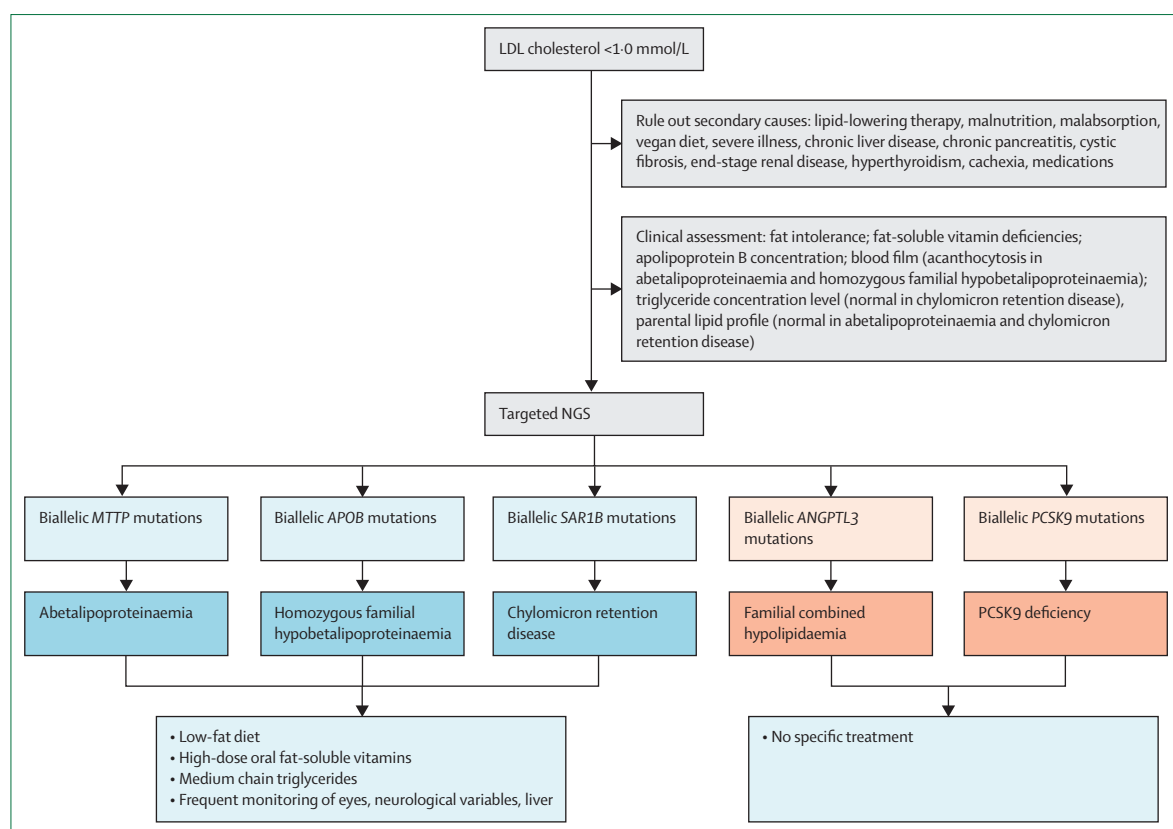 LDL cholesterol <1·0 mmol/L
Rule out secondary causes: lipid-lowering therapy, malnutrition, malabsorption,
vegan diet, severe illness, chronic liver disease, chronic pancreatitis, cystic
fibrosis, end-stage renal disease, hyperthyroidism, cachexia, medications
Clinical assessment: fat intolerance; fat-soluble vitamin deficiencies;
apolipoprotein B concentration; blood film (acanthocytosis in
abetalipoproteinaemia and homozygous familial hypobetalipoproteinaemia);
triglyceride concentration level (normal in chylomicron retention disease),
parental lipid profile (normal in abetalipoproteinaemia and chylomicron
retention disease)
Targeted NGS
Biallelic MTTP mutations
Biallelic APOB mutations
Biallelic SAR1B mutations
Biallelic ANGPTL3
mutations
Biallelic PCSK9 mutations
Abetalipoproteinaemia
Homozygous familial
hypobetalipoproteinaemia
Chylomicron retention
disease
Familial combined
hypolipidaemia
PCSK9 deficiency
• Low-fat diet
• High-dose oral fat-soluble vitamins
• Medium chain triglycerides
• Frequent monitoring of eyes, neurological variables, liver
• No specific treatment